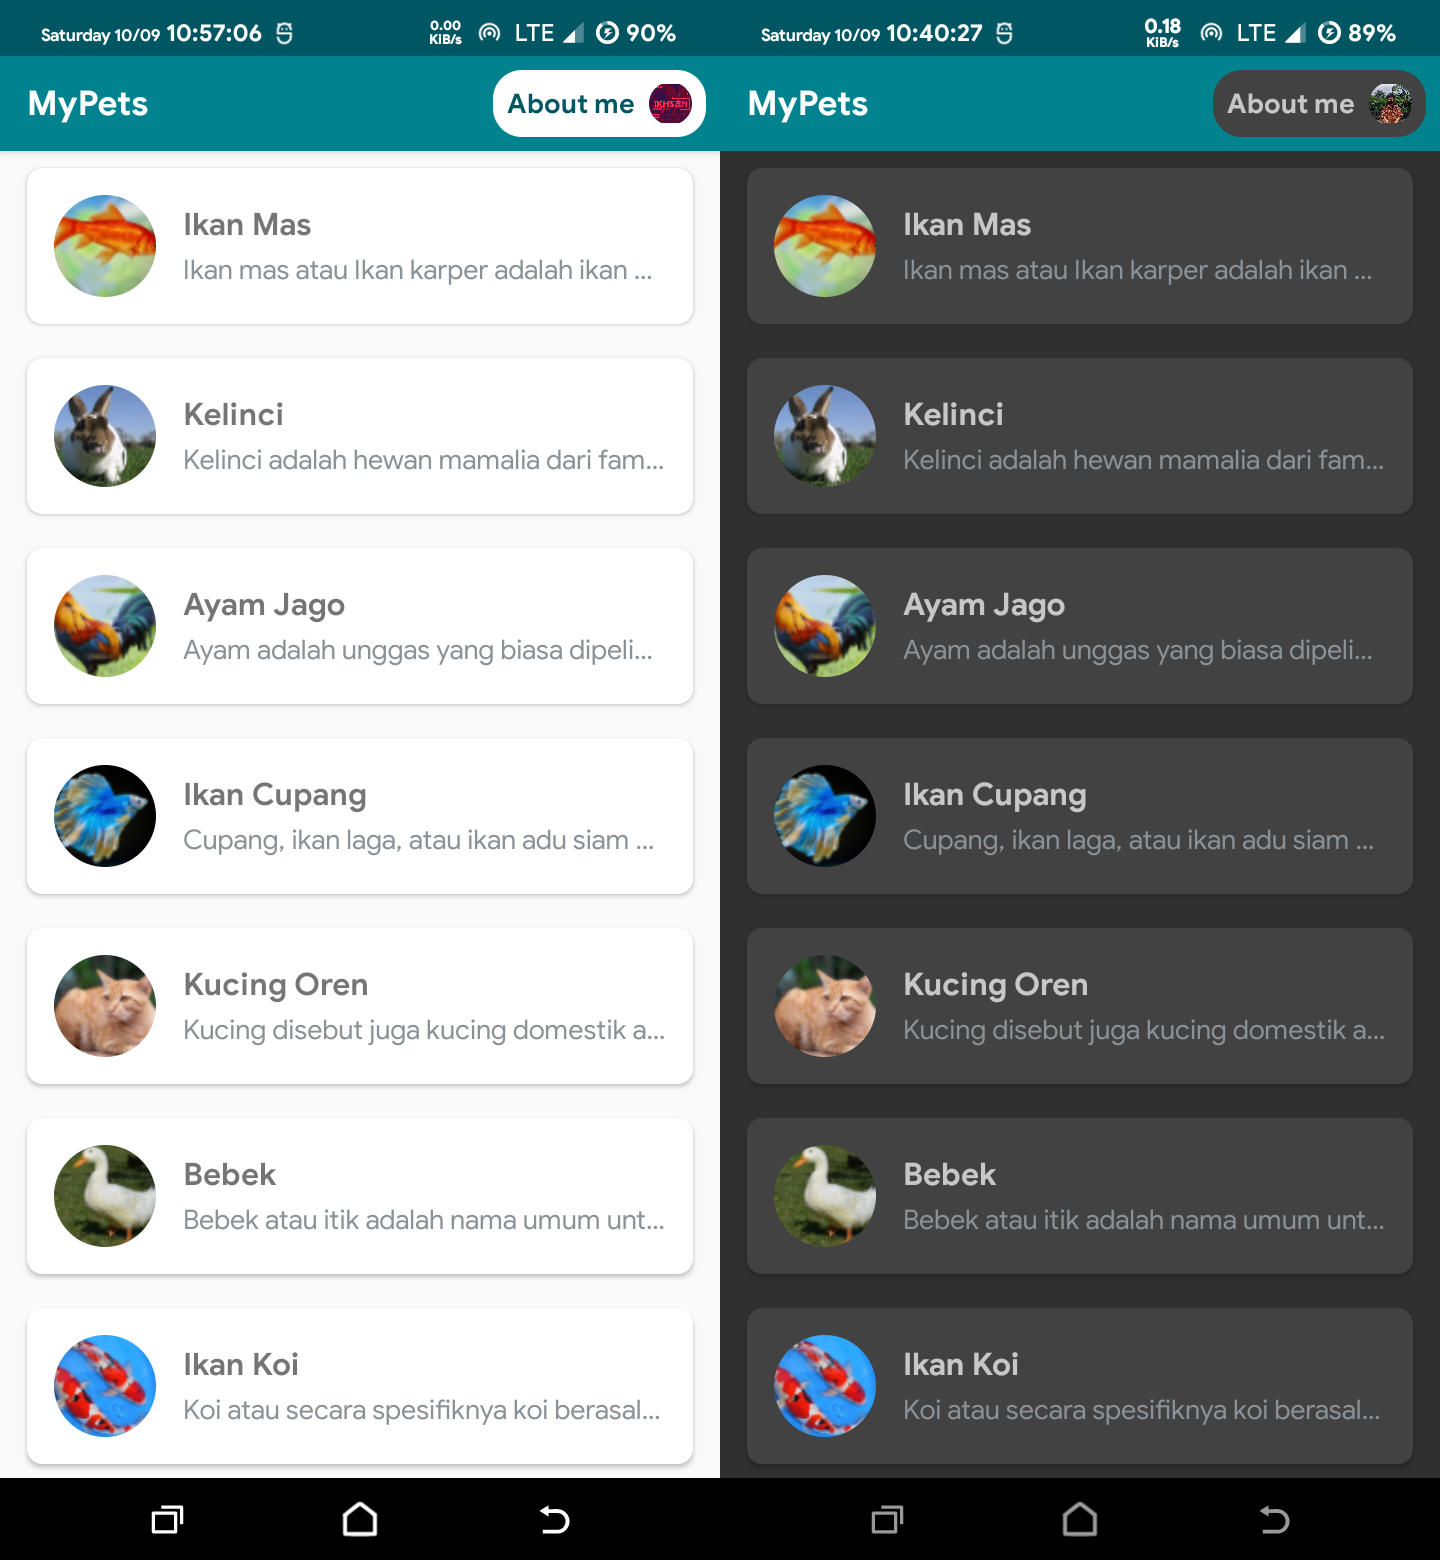 Saturday 10/09 10:57:06 0.00 KiB/s LTE 90%
MyPets About me IKHSAN
Ikan Mas
Ikan mas atau Ikan karper adalah ikan ...
Kelinci
Kelinci adalah hewan mamalia dari fam...
Ayam Jago
Ayam adalah unggas yang biasa dipeli...
Ikan Cupang
Cupang, ikan laga, atau ikan adu siam ...
Kucing Oren
Kucing disebut juga kucing domestik a...
Bebek
Bebek atau itik adalah nama umum unt...
Ikan Koi
Koi atau secara spesifiknya koi berasal...
Saturday 10/09 10:40:27 0.18 KiB/s LTE 89%
MyPets About me
Ikan Mas
Ikan mas atau Ikan karper adalah ikan ...
Kelinci
Kelinci adalah hewan mamalia dari fam...
Ayam Jago
Ayam adalah unggas yang biasa dipeli...
Ikan Cupang
Cupang, ikan laga, atau ikan adu siam ...
Kucing Oren
Kucing disebut juga kucing domestik a...
Bebek
Bebek atau itik adalah nama umum unt...
Ikan Koi
Koi atau secara spesifiknya koi berasal...